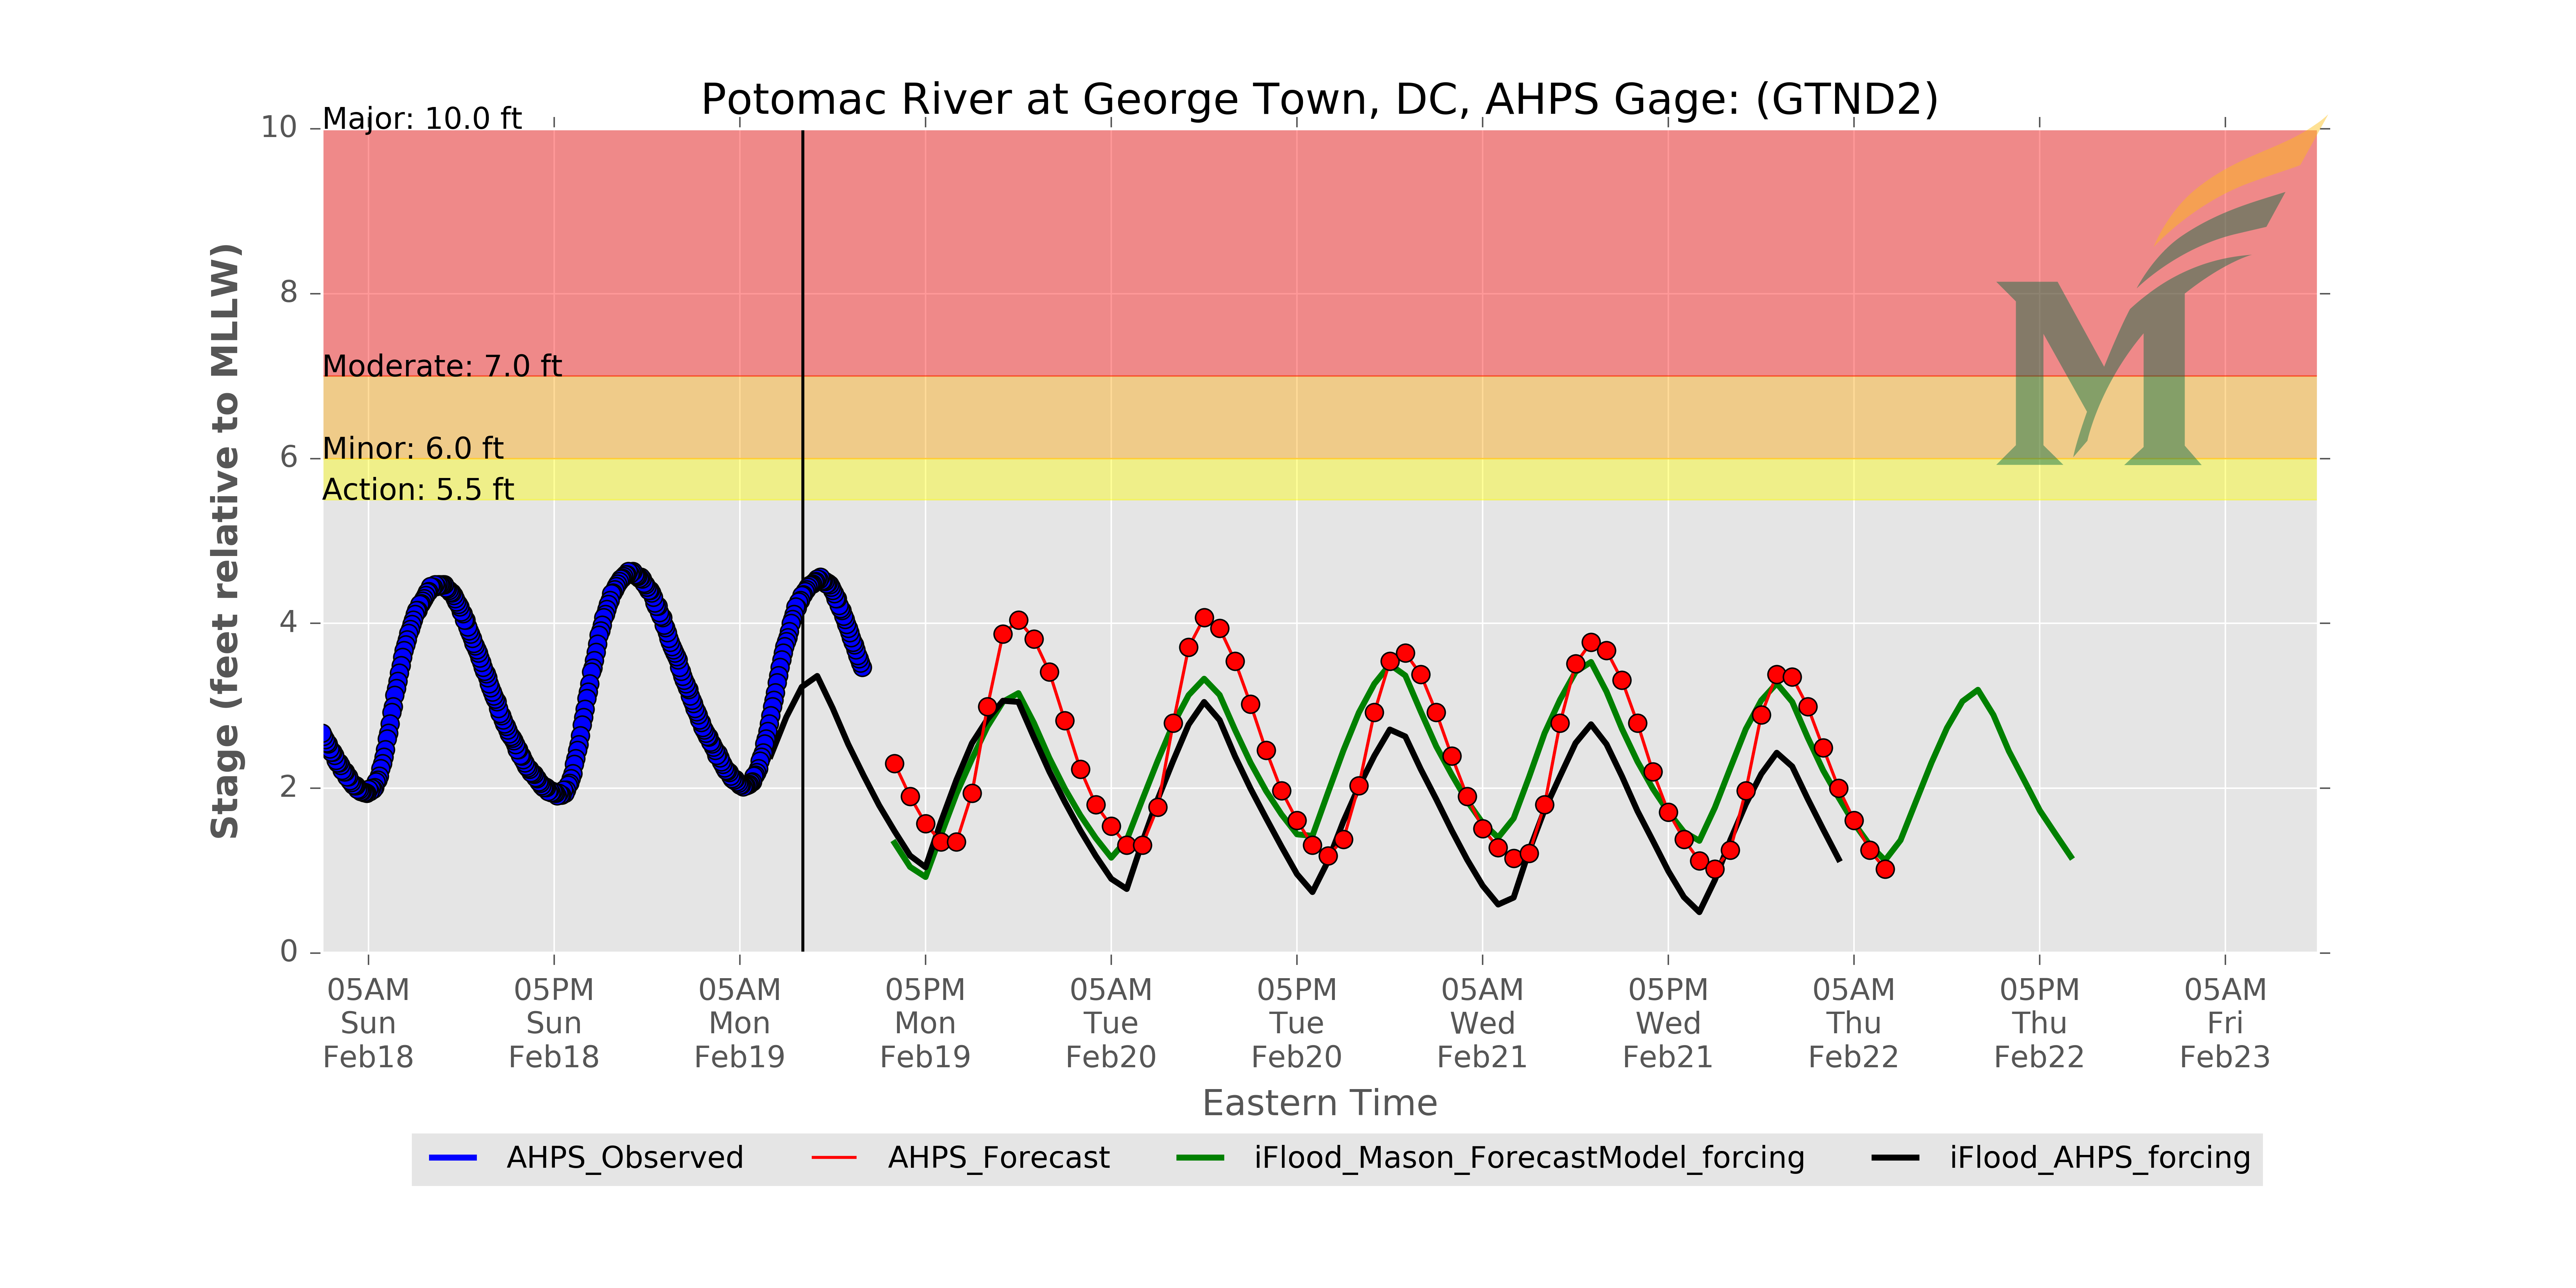 Potomac River at George Town, DC, AHPS Gage: (GTND2)
Major: 10.0 ft
Moderate: 7.0 ft
Minor: 6.0 ft
Action: 5.5 ft
Stage (feet relative to MLLW)
10
8
6
4
2
0
05AM 05PM 05AM 05PM 05AM 05PM 05AM 05PM 05AM 05PM 05AM
Sun Sun Mon Mon Tue Tue Wed Wed Thu Thu Fri
Feb18 Feb18 Feb19 Feb19 Feb20 Feb20 Feb21 Feb21 Feb22 Feb22 Feb23
Eastern Time
AHPS_Observed AHPS_Forecast iFlood_Mason_ForecastModel_forcing iFlood_AHPS_forcing